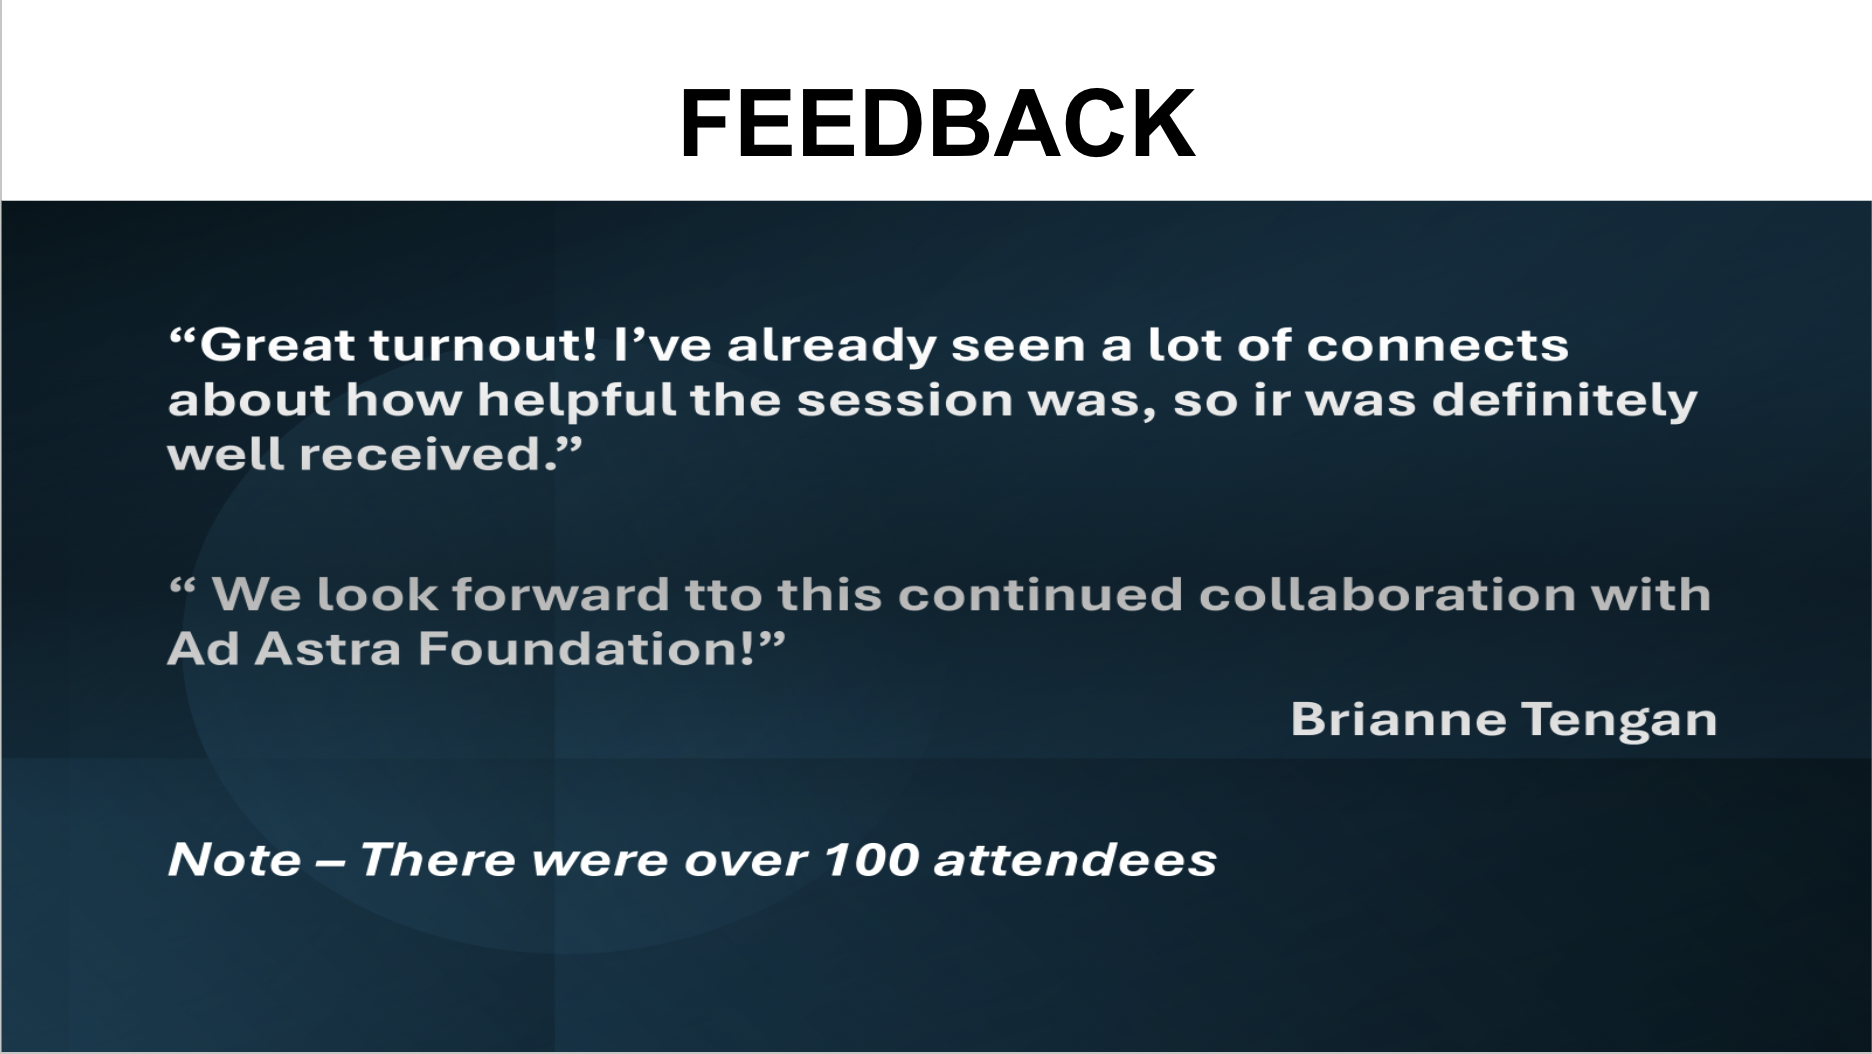 FEEDBACK
“Great turnout! I’ve already seen a lot of connects
about how helpful the session was, so ir was definitely
well received.”
“ We look forward tto this continued collaboration with
Ad Astra Foundation!”
Brianne Tengan
Note – There were over 100 attendees